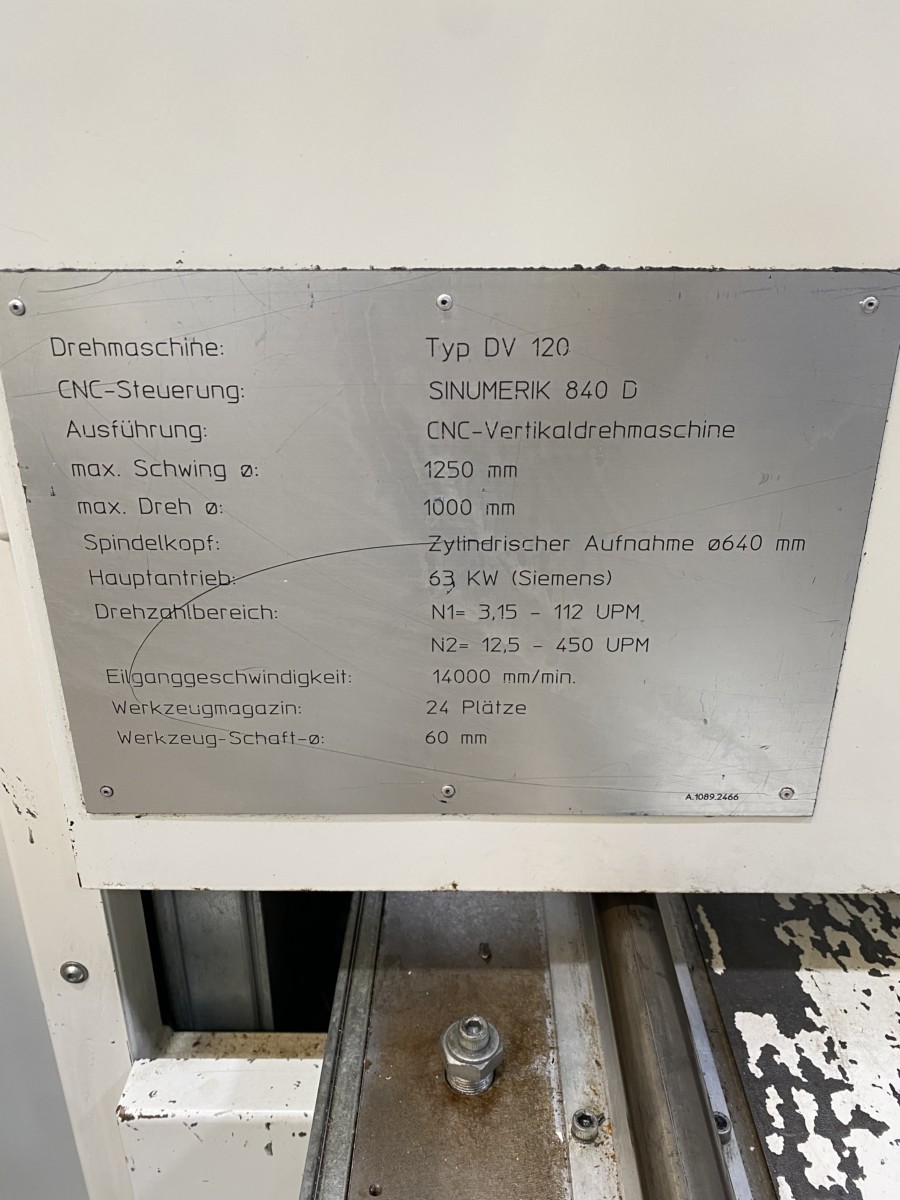 Drehmaschine: Typ DV 120
CNC-Steuerung: SINUMERIK 840 D
Ausführung: CNC-Vertikaldrehmaschine
max. Schwing ø: 1250 mm
max. Dreh ø: 1000 mm
Spindelkopf: Zylindrischer Aufnahme ø640 mm
Hauptantrieb: 63 KW (Siemens)
Drehzahlbereich: N1= 3,15 - 112 UPM
N2= 12,5 - 450 UPM
Eilganggeschwindigkeit: 14000 mm/min.
Werkzeugmagazin: 24 Plätze
Werkzeug-Schaft-ø: 60 mm
A.1089.2466